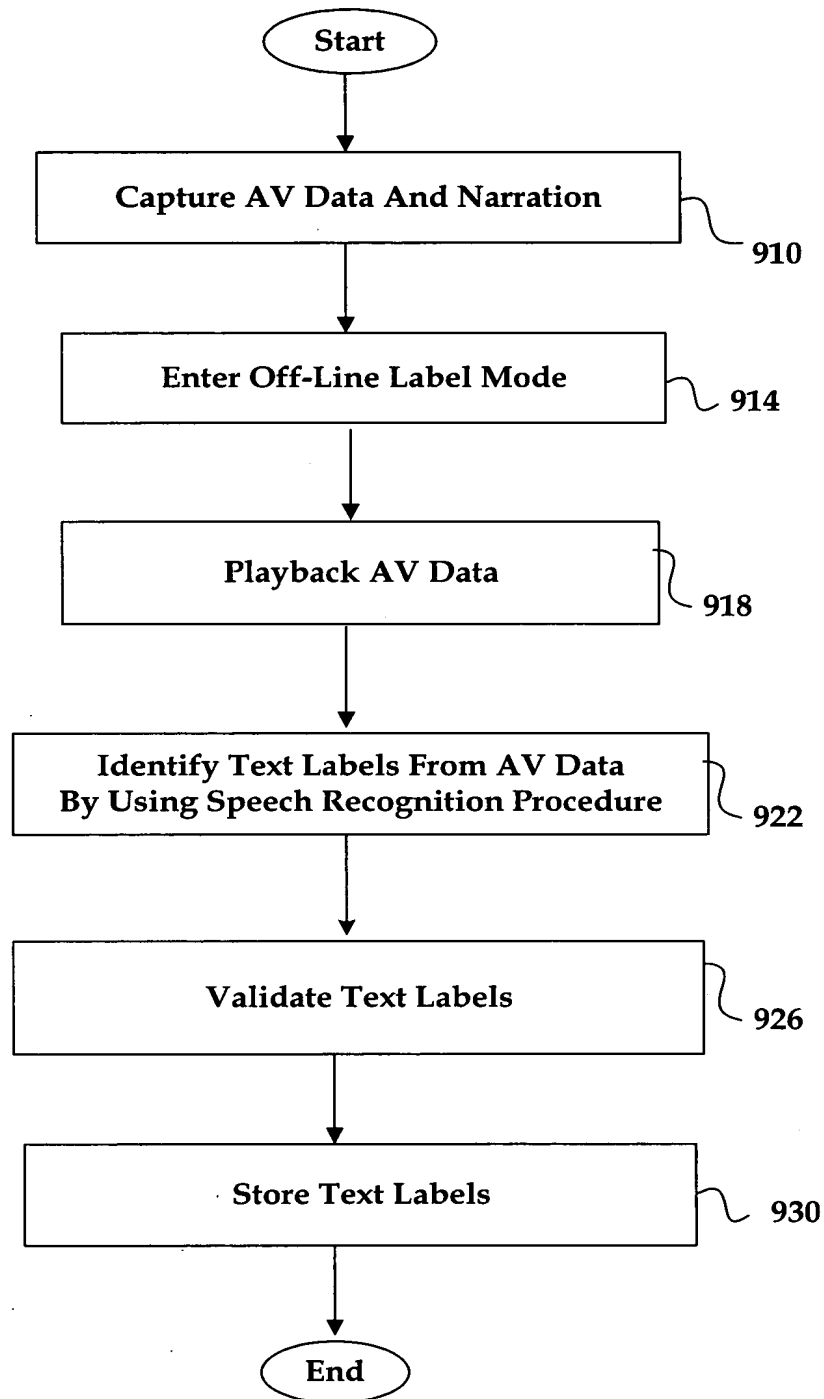 Start
Capture AV Data And Narration
910
Enter Off-Line Label Mode
914
Playback AV Data
918
Identify Text Labels From AV Data
By Using Speech Recognition Procedure
922
Validate Text Labels
926
Store Text Labels
930
End